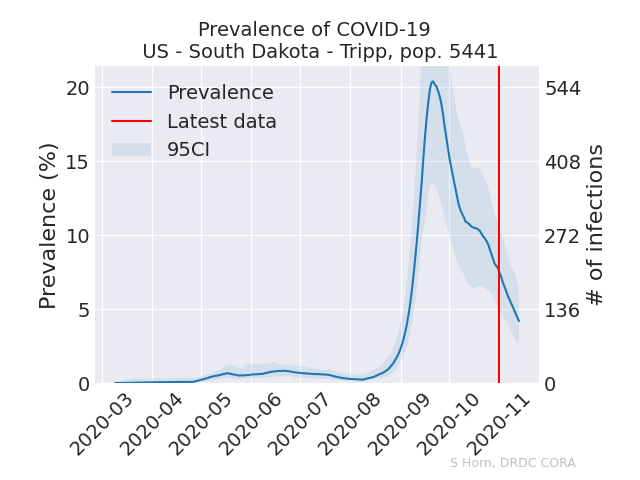 Prevalence of COVID-19
US - South Dakota - Tripp, pop. 5441
Prevalence
Latest data
95CI
Prevalence (%)
20
15
10
5
0
544
408
272
136
0
# of infections
2020-03
2020-04
2020-05
2020-06
2020-07
2020-08
2020-09
2020-10
2020-11
S Horn, DRDC CORA